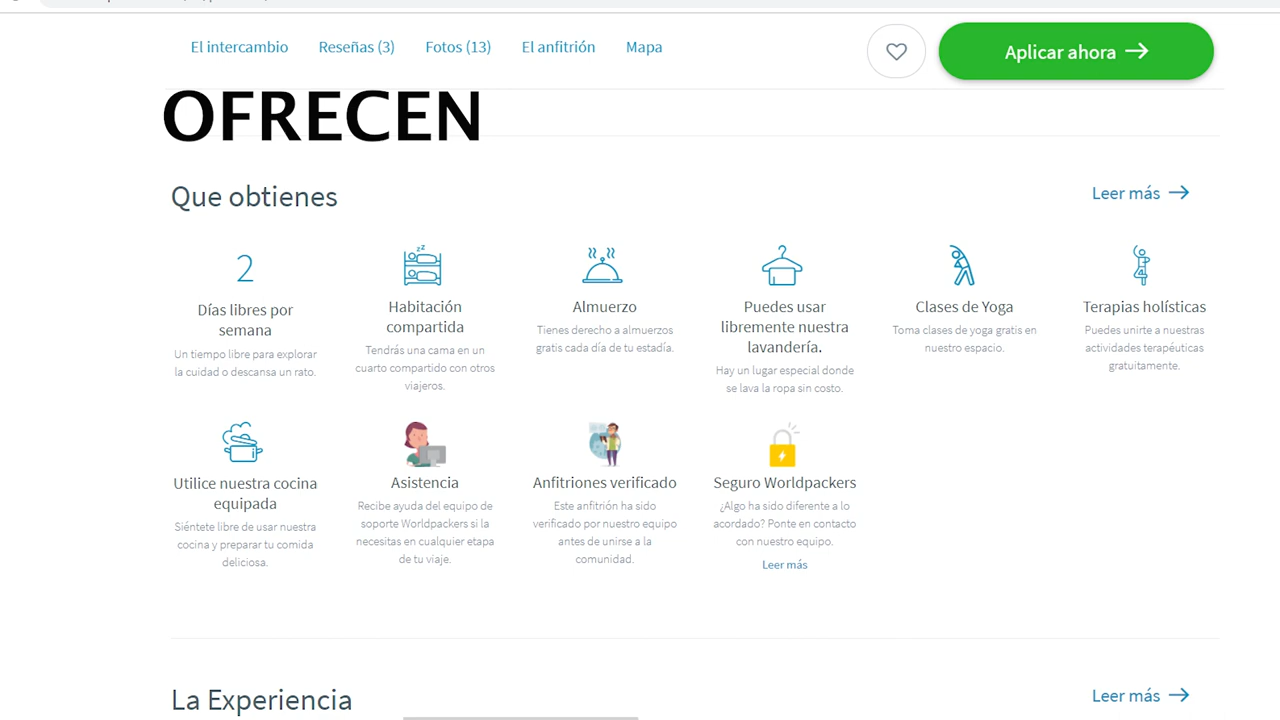 El intercambio Reseñas (3) Fotos (13) El anfitrión Mapa Aplicar ahora
OFRECEN
Que obtienes Leer más
2
Días libres por
semana
Un tiempo libre para explorar
la cuidad o descansa un rato.
Habitación
compartida
Tendrás una cama en un
cuarto compartido con otros
viajeros.
Almuerzo
Tienes derecho a almuerzos
gratis cada día de tu estadía.
Puedes usar
libremente nuestra
lavandería.
Hay un lugar especial donde
se lava la ropa sin costo.
Clases de Yoga
Toma clases de yoga gratis en
nuestro espacio.
Terapias holísticas
Puedes unirte a nuestras
actividades terapéuticas
gratuitamente.
Utilice nuestra cocina
equipada
Siéntete libre de usar nuestra
cocina y preparar tu comida
deliciosa.
Asistencia
Recibe ayuda del equipo de
soporte Worldpackers si la
necesitas en cualquier etapa
de tu viaje.
Anfitriones verificado
Este anfitrión ha sido
verificado por nuestro equipo
antes de unirse a la
comunidad.
Seguro Worldpackers
¿Algo ha sido diferente a lo
acordado? Ponte en contacto
con nuestro equipo.
Leer más
La Experiencia Leer más